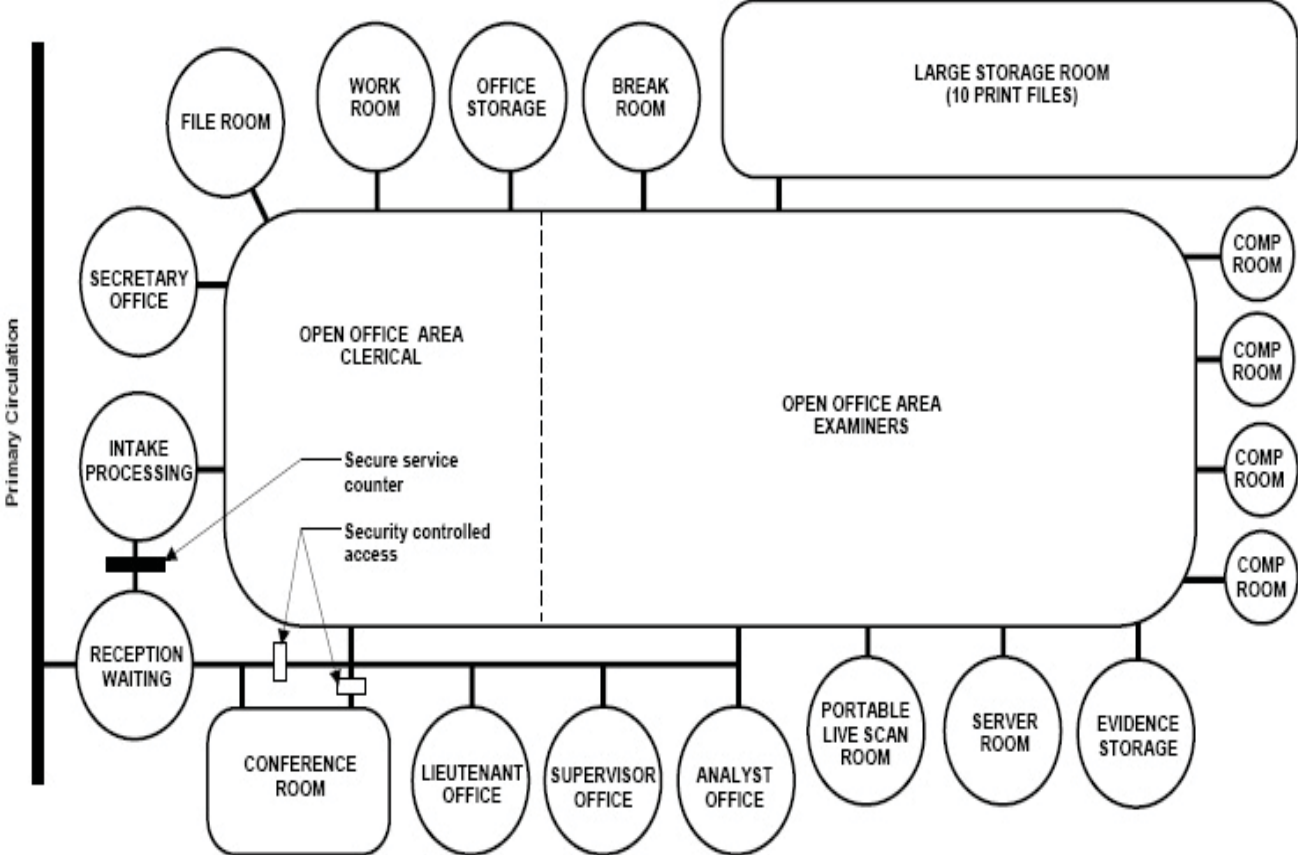 LARGE STORAGE ROOM
(10 PRINT FILES)
WORK
ROOM
OFFICE
STORAGE
BREAK
ROOM
FILE ROOM
COMP
ROOM
SECRETARY
OFFICE
OPEN OFFICE AREA
CLERICAL
COMP
ROOM
OPEN OFFICE AREA
EXAMINERS
Primary Circulation
INTAKE
PROCESSING
Secure service
counter
COMP
ROOM
Security controlled
access
COMP
ROOM
RECEPTION
WAITING
CONFERENCE
ROOM
LIEUTENANT
OFFICE
SUPERVISOR
OFFICE
ANALYST
OFFICE
PORTABLE
LIVE SCAN
ROOM
SERVER
ROOM
EVIDENCE
STORAGE